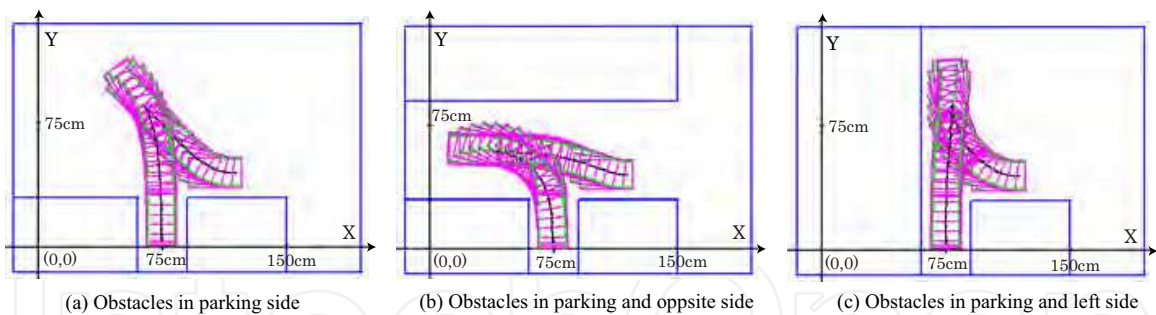 Y
75cm
X
(0,0)
75cm
150cm
(a) Obstacles in parking side
Y
75cm
X
(0,0)
75cm
150cm
(b) Obstacles in parking and oppsite side
Y
75cm
X
(0,0)
75cm
150cm
(c) Obstacles in parking and left side